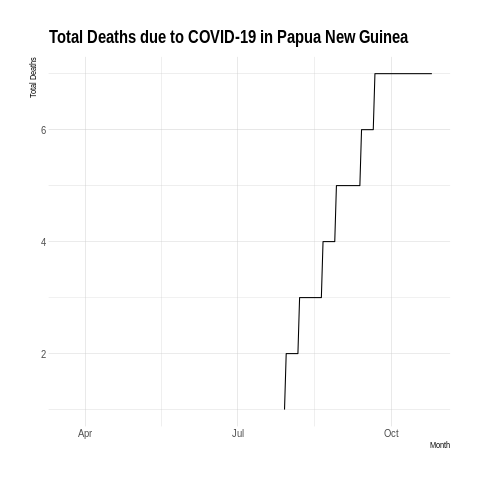 Total Deaths due to COVID-19 in Papua New Guinea
Total Deaths
6
4
2
Apr Jul Oct
Month